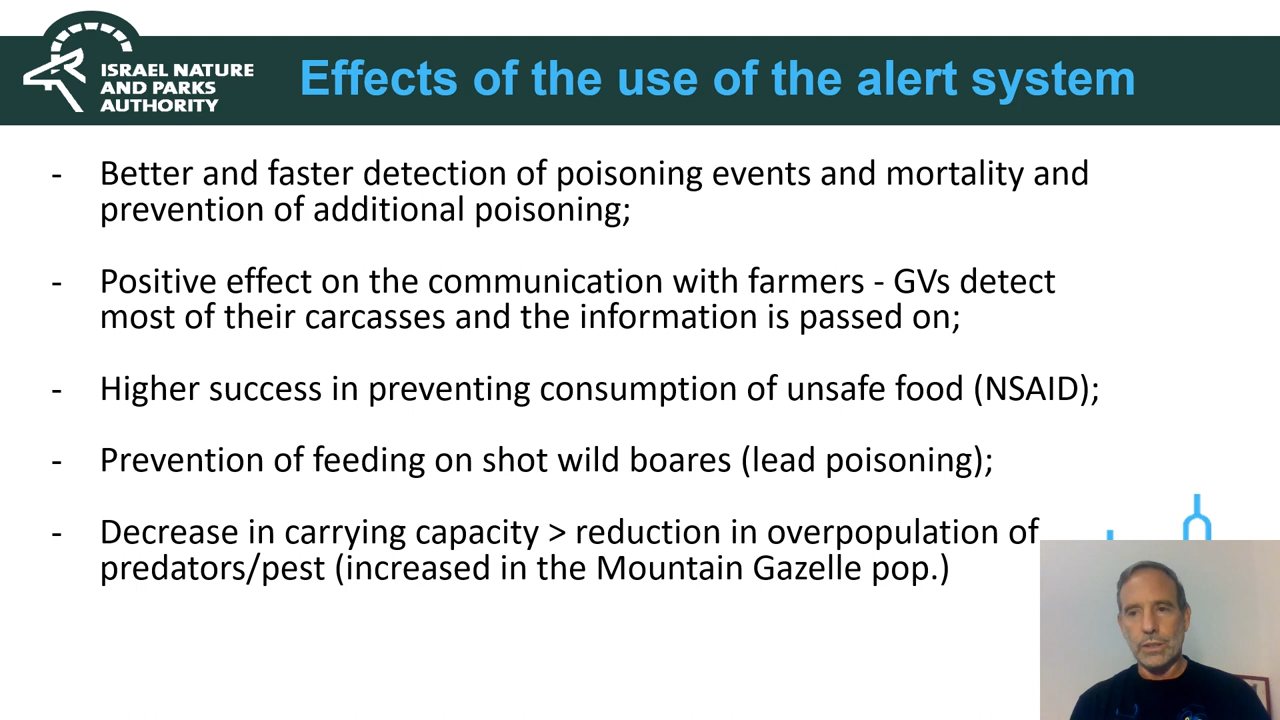 ISRAEL NATURE
AND PARKS
AUTHORITY
Effects of the use of the alert system
- Better and faster detection of poisoning events and mortality and
prevention of additional poisoning;
- Positive effect on the communication with farmers - GVs detect
most of their carcasses and the information is passed on;
- Higher success in preventing consumption of unsafe food (NSAID);
- Prevention of feeding on shot wild boares (lead poisoning);
- Decrease in carrying capacity > reduction in overpopulation of
predators/pest (increased in the Mountain Gazelle pop.)